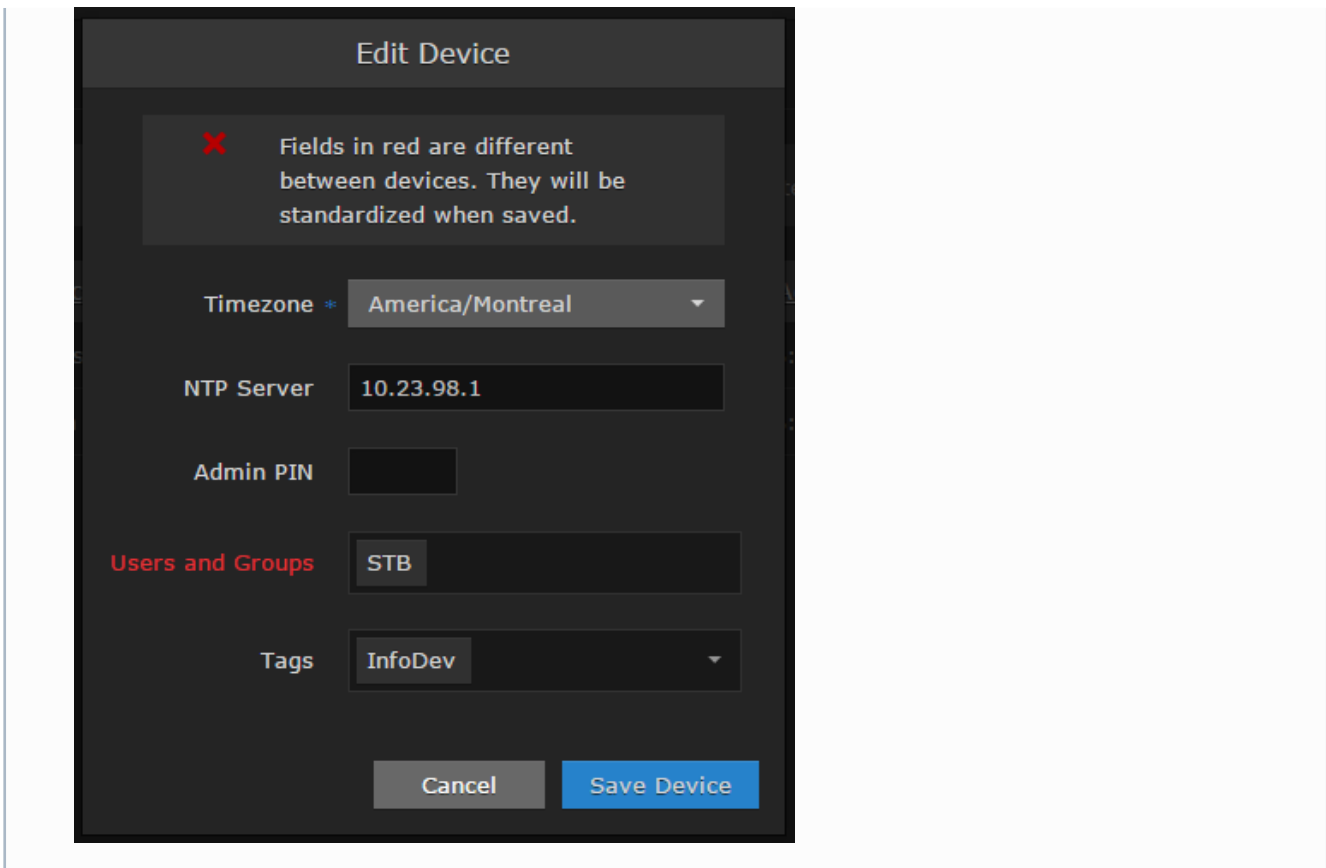 Edit Device
Fields in red are different
between devices. They will be
standardized when saved.
Timezone * America/Montreal
NTP Server 10.23.98.1
Admin PIN
Users and Groups STB
Tags InfoDev
Cancel Save Device